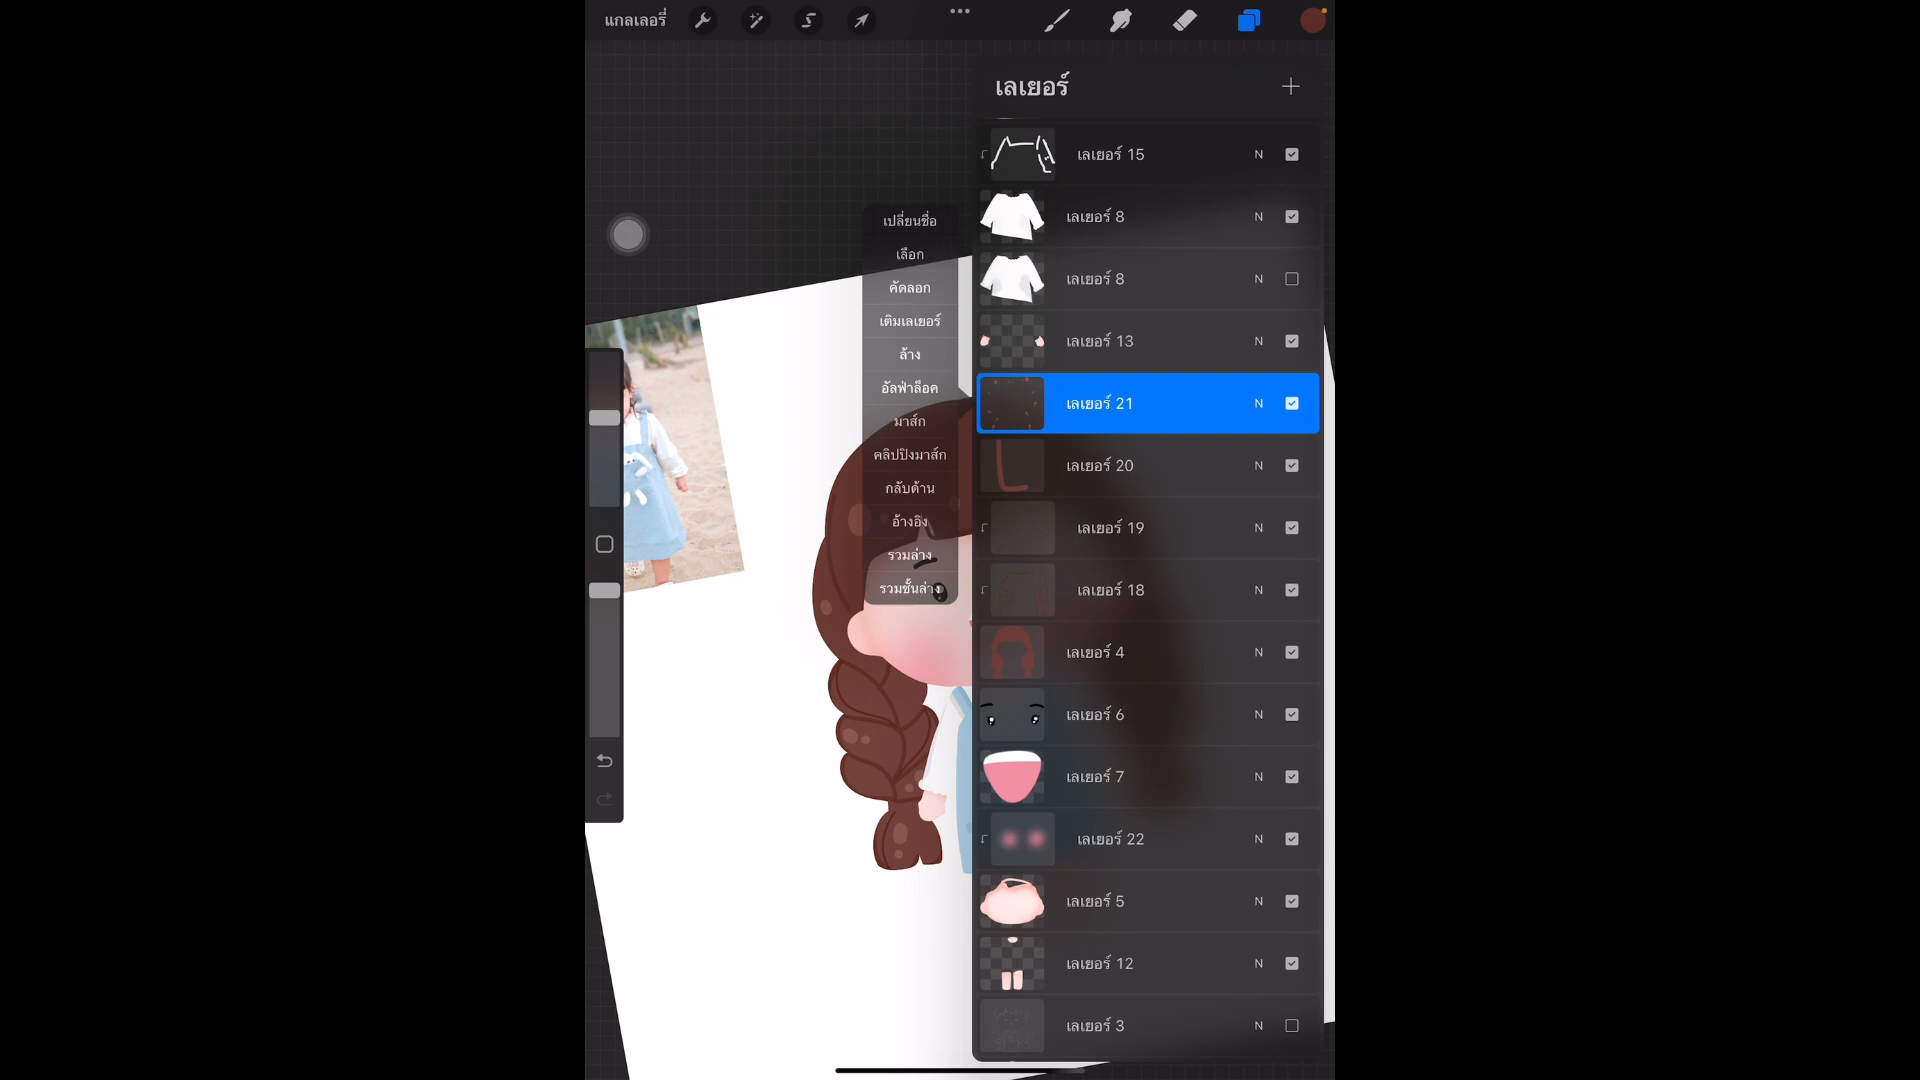 แกลเลอรี่
เลเยอร์
เลเยอร์ 15 N
เลเยอร์ 8 N
เลเยอร์ 8 N
เลเยอร์ 13 N
เลเยอร์ 21 N
เลเยอร์ 20 N
เลเยอร์ 19 N
เลเยอร์ 18 N
เลเยอร์ 4 N
เลเยอร์ 6 N
เลเยอร์ 7 N
เลเยอร์ 22 N
เลเยอร์ 5 N
เลเยอร์ 12 N
เลเยอร์ 3 N
เปลี่ยนชื่อ
เลือก
คัดลอก
เติมเลเยอร์
ล้าง
อัลฟ่าล็อค
มาส์ก
คลิปปิงมาส์ก
กลับด้าน
อ้างอิง
รวมล่าง
รวมชั้นล่าง